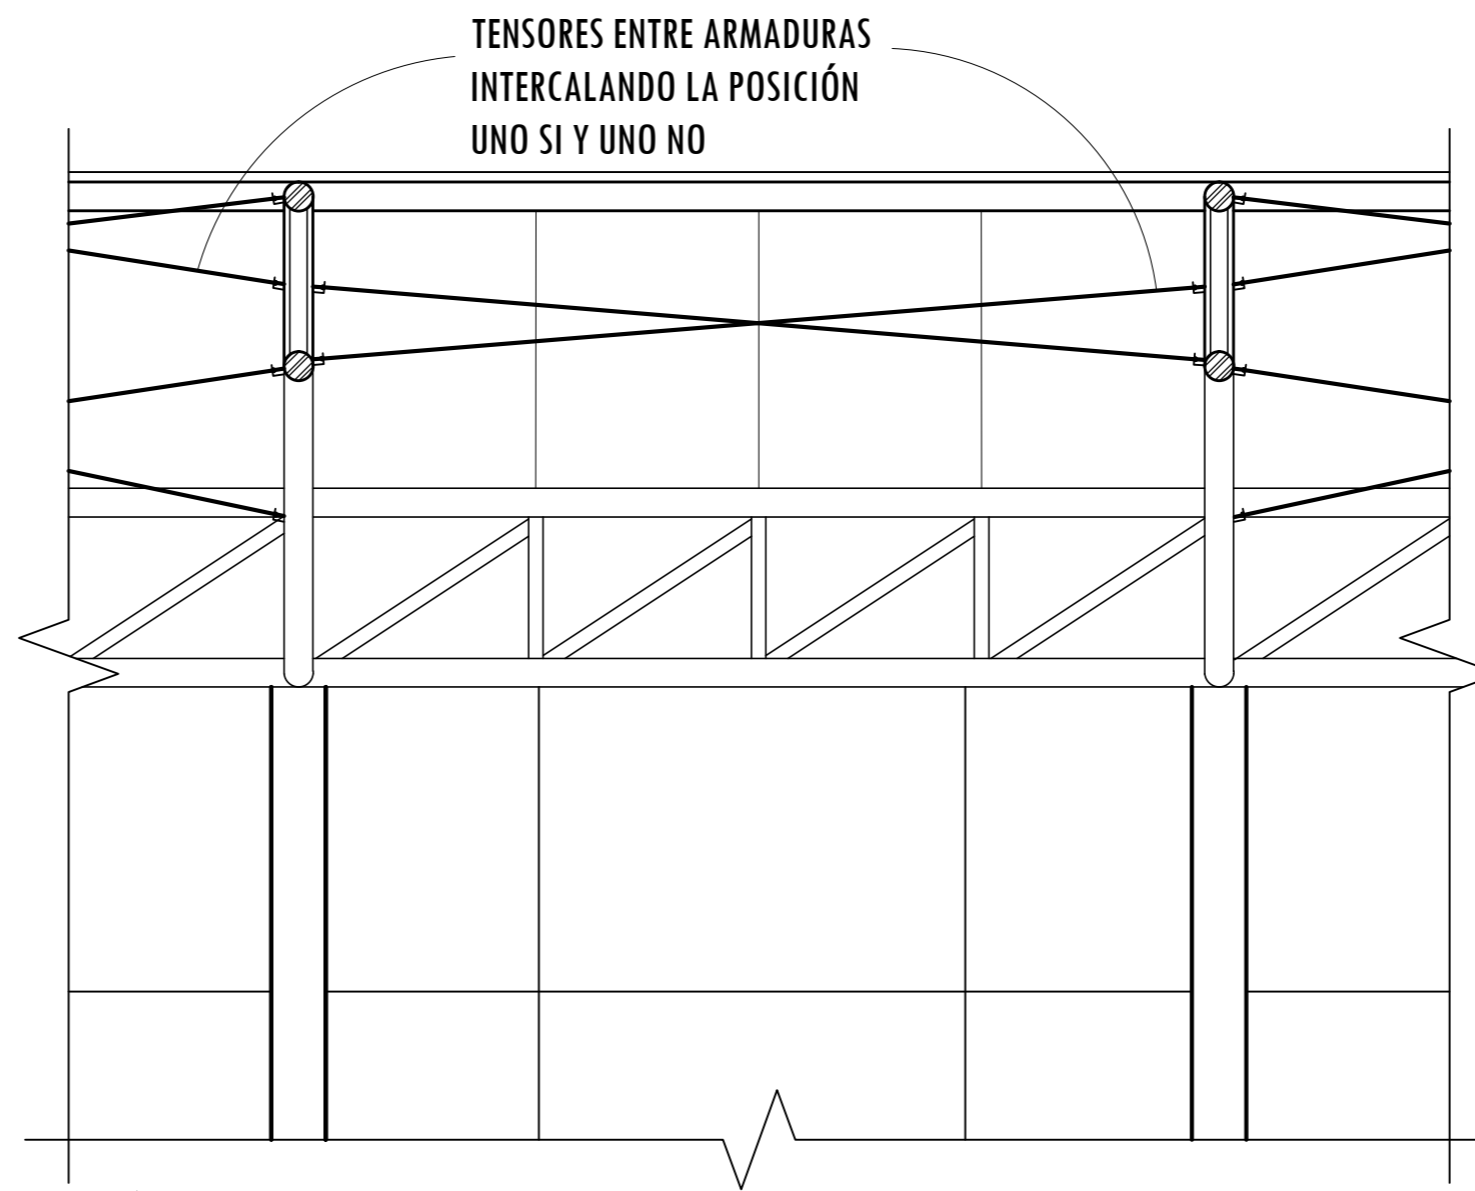 TENSORES ENTRE ARMADURAS
INTERCALANDO LA POSICIÓN
UNO SI Y UNO NO